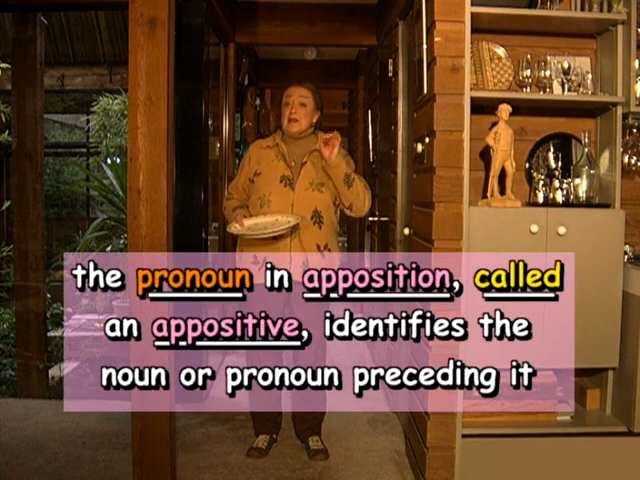 the pronoun in apposition, called
an appositive, identifies the
noun or pronoun preceding it